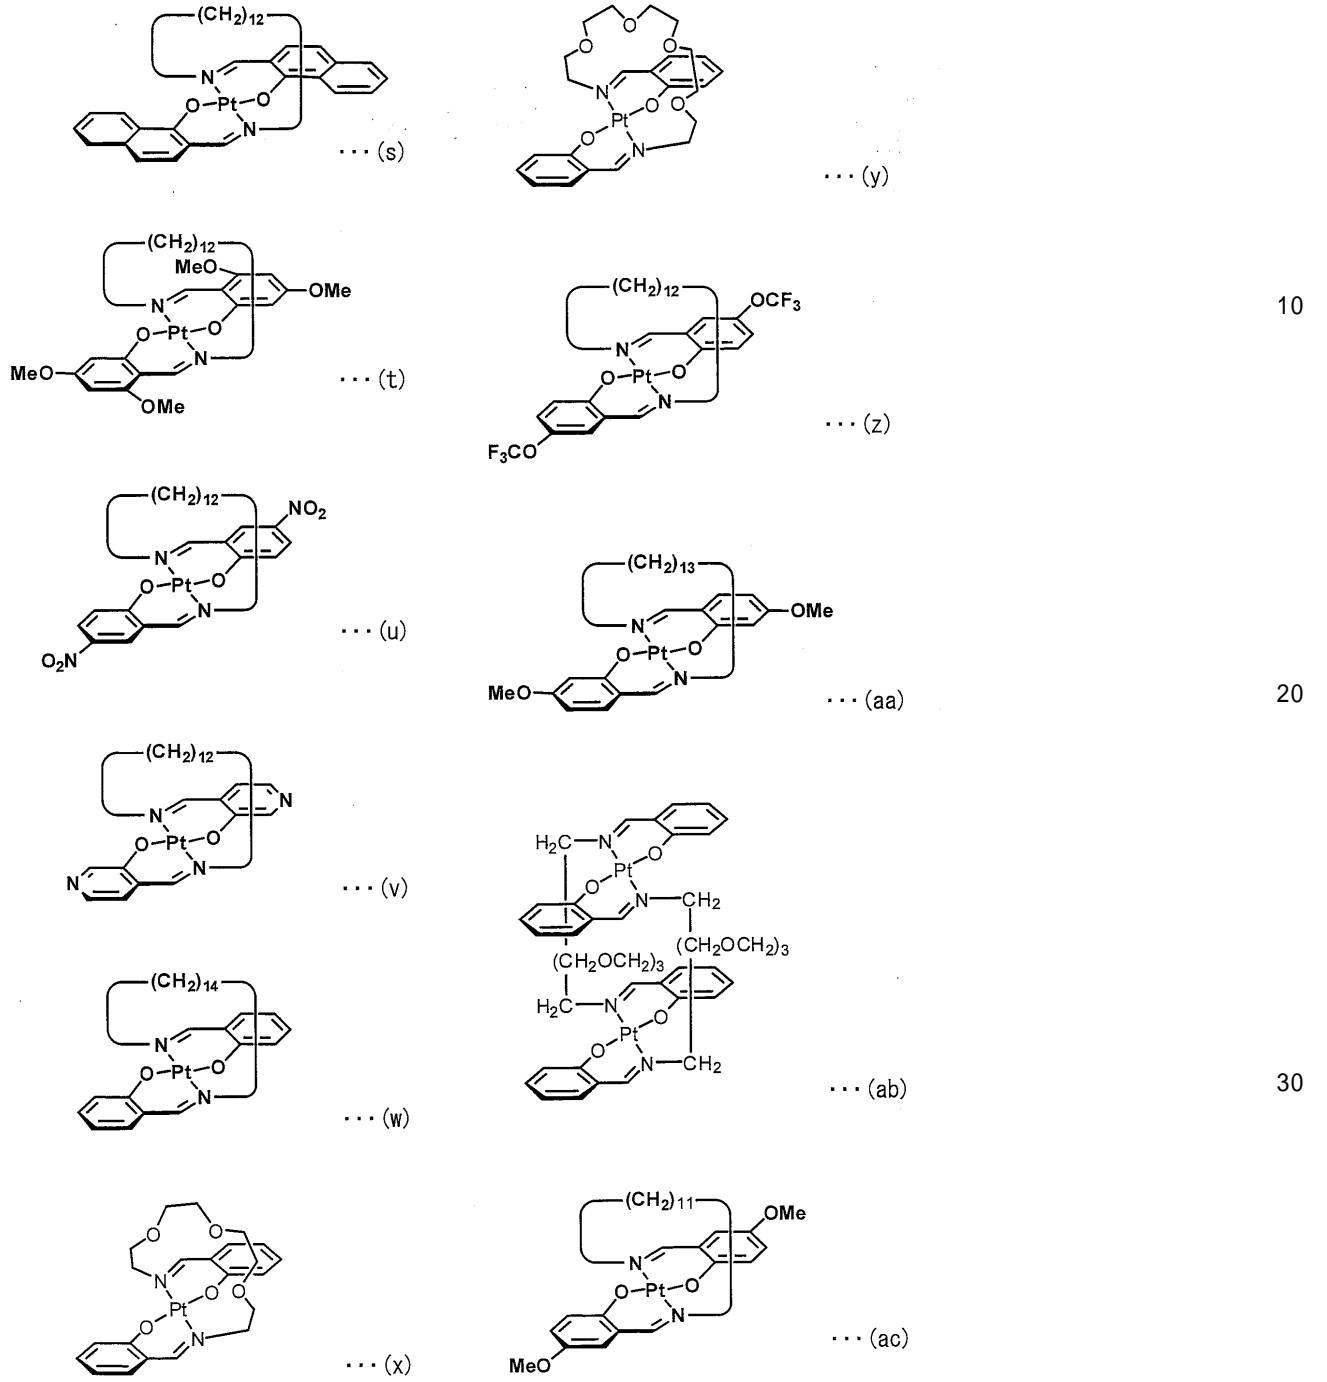 (CH2)12
N
O Pt O
N
···(s)
(CH2)12
MeO
OMe
N
O Pt O
N
MeO
OMe
···(t)
(CH2)12
NO2
N
O Pt O
N
O2N
···(u)
(CH2)12
N
N
O Pt O
N
N
···(v)
(CH2)14
N
O Pt O
N
···(w)
O O
N
O O
Pt
O
N
···(x)
O
O O
N
O O
Pt
O
N
···(y)
(CH2)12
OCF3
N
O Pt O
N
F3CO
···(z)
(CH2)13
N
OMe
O Pt O
N
MeO
···(aa)
H2C N
O
Pt
O
N CH2
(CH2OCH2)3
(CH2OCH2)3
H2C N
O
Pt
O
N CH2
···(ab)
(CH2)11
OMe
N
O Pt O
N
MeO
···(ac)
10
20
30